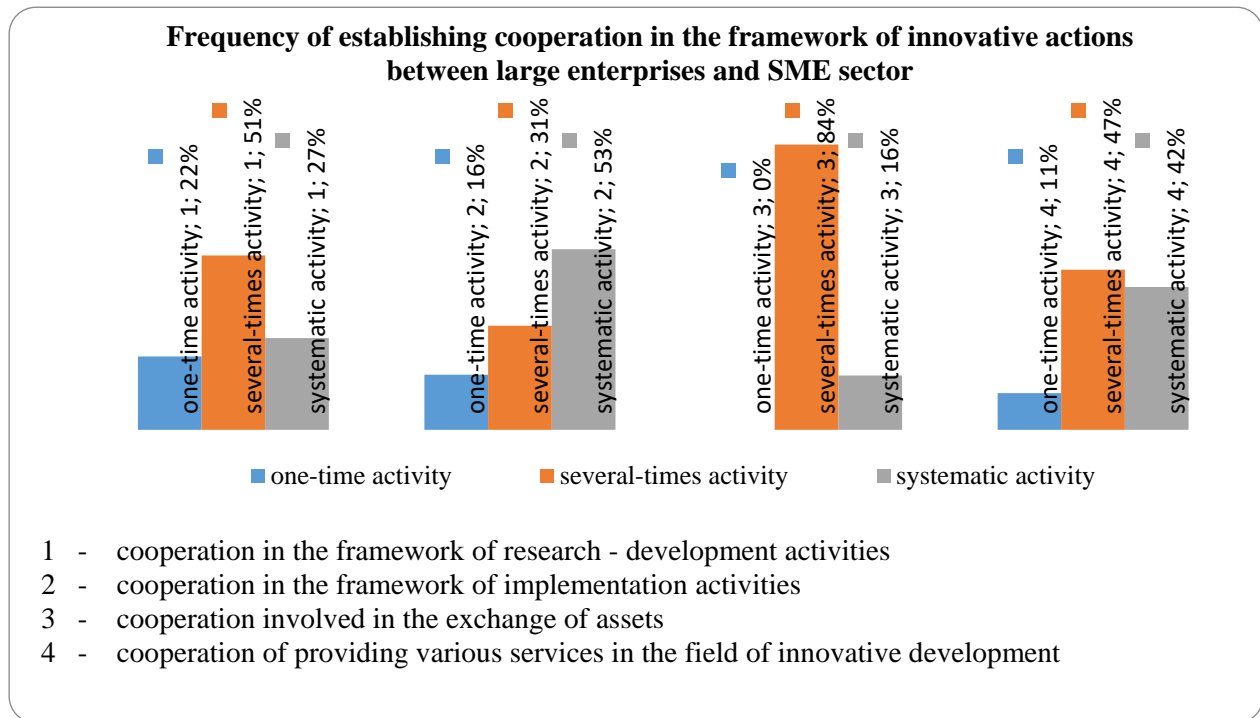 Frequency of establishing cooperation in the framework of innovative actions
between large enterprises and SME sector
one-time activity; 1; 22%
several-times activity; 1; 51%
systematic activity; 1; 27%
one-time activity; 2; 16%
several-times activity; 2; 31%
systematic activity; 2; 53%
one-time activity; 3; 0%
several-times activity; 3; 84%
systematic activity; 3; 16%
one-time activity; 4; 11%
several-times activity; 4; 47%
systematic activity; 4; 42%
one-time activity several-times activity systematic activity
1 - cooperation in the framework of research - development activities
2 - cooperation in the framework of implementation activities
3 - cooperation involved in the exchange of assets
4 - cooperation of providing various services in the field of innovative development